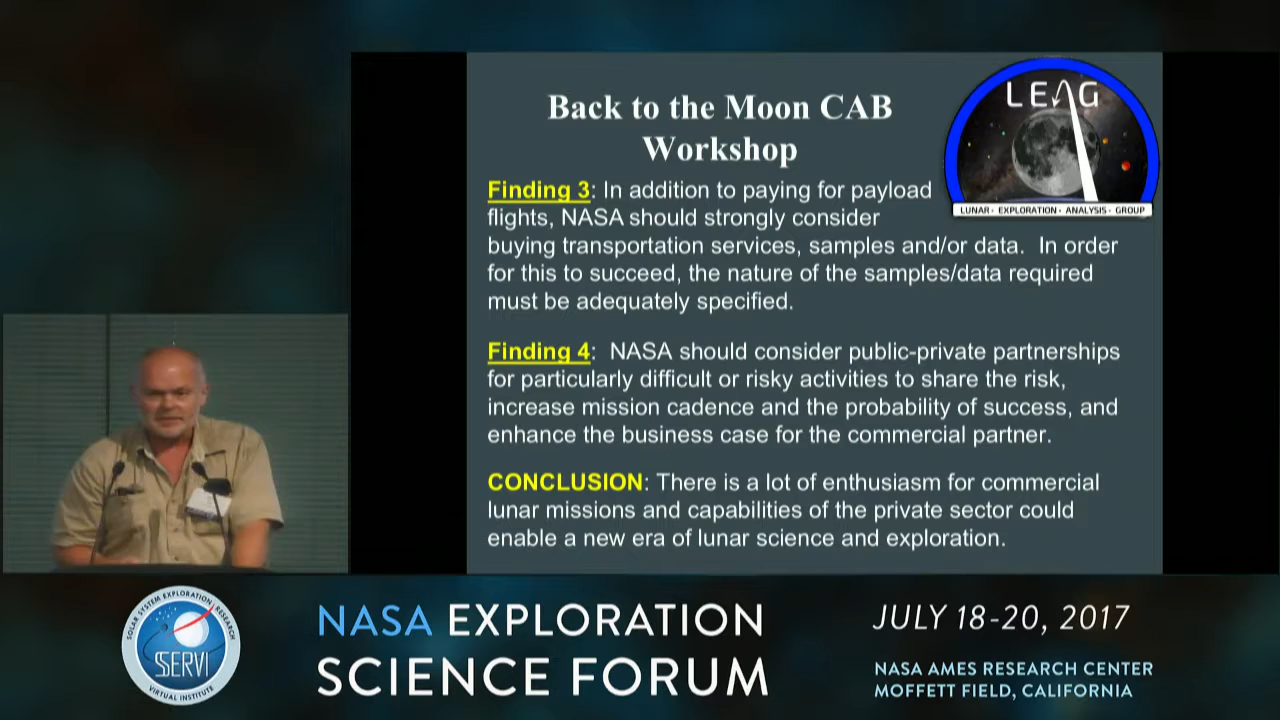 LEAG
LUNAR · EXPLORATION · ANALYSIS · GROUP
Back to the Moon CAB
Workshop
Finding 3: In addition to paying for payload
flights, NASA should strongly consider
buying transportation services, samples and/or data. In order
for this to succeed, the nature of the samples/data required
must be adequately specified.
Finding 4: NASA should consider public-private partnerships
for particularly difficult or risky activities to share the risk,
increase mission cadence and the probability of success, and
enhance the business case for the commercial partner.
CONCLUSION: There is a lot of enthusiasm for commercial
lunar missions and capabilities of the private sector could
enable a new era of lunar science and exploration.
SOLAR SYSTEM EXPLORATION RESEARCH
SSERVI
VIRTUAL INSTITUTE
NASA EXPLORATION
SCIENCE FORUM
JULY 18-20, 2017
NASA AMES RESEARCH CENTER
MOFFETT FIELD, CALIFORNIA